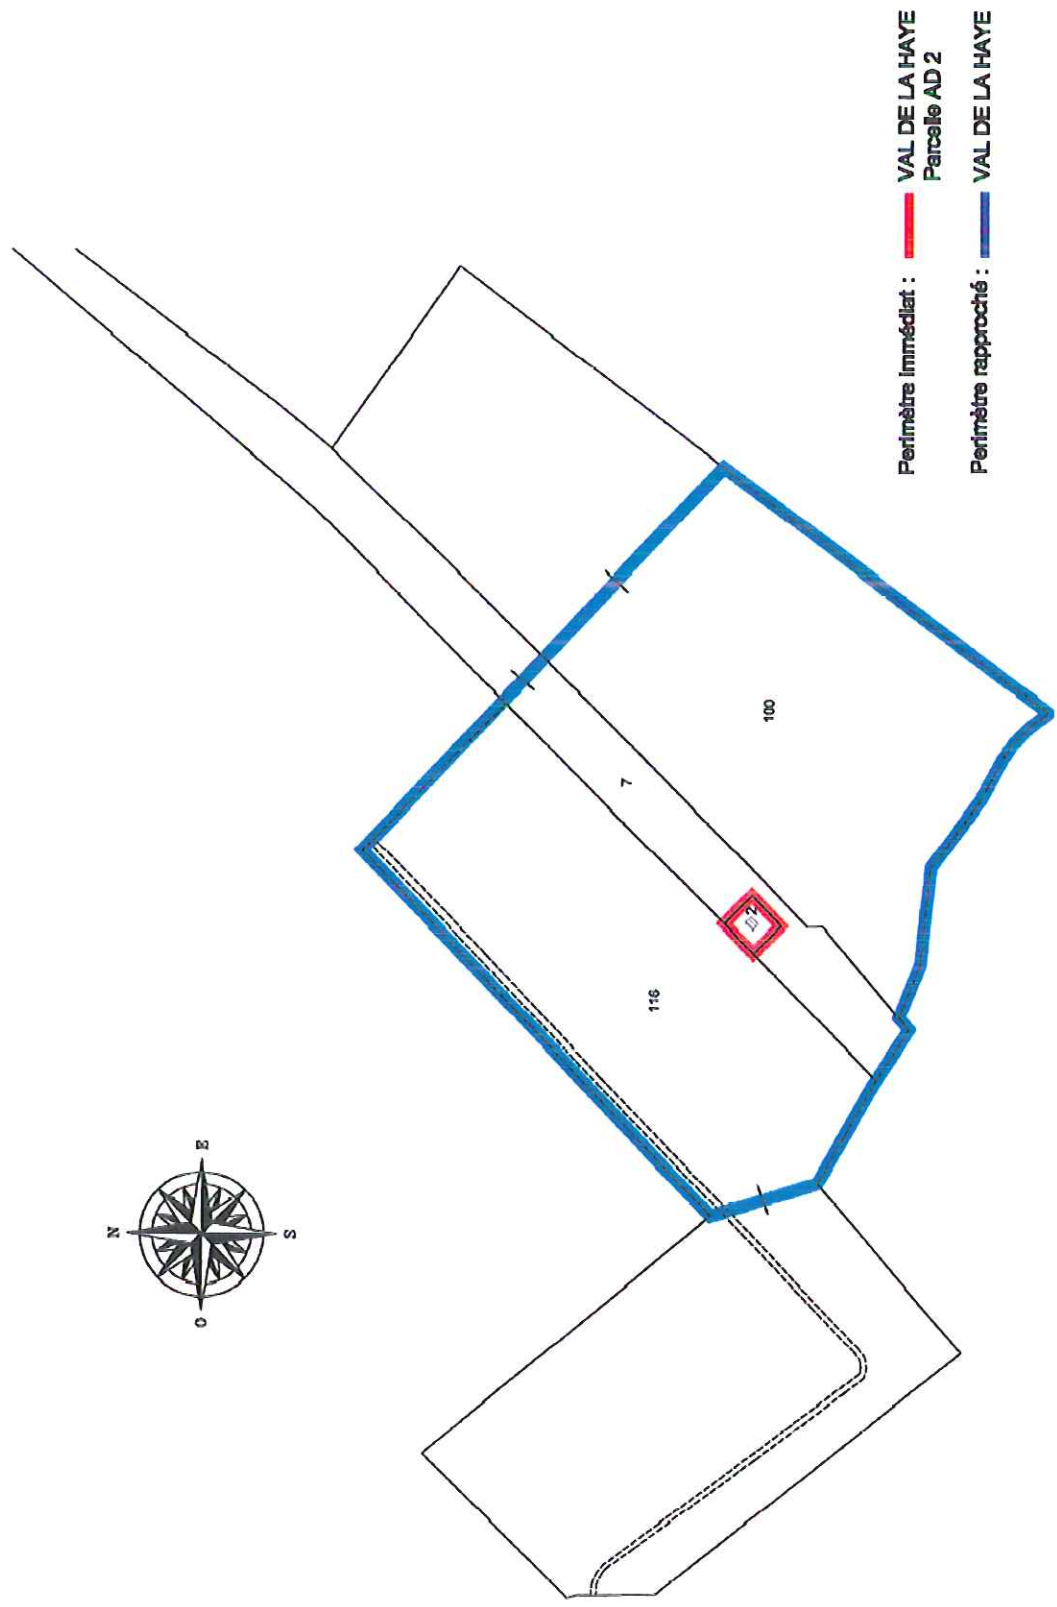 N
O
E
S
7
100
116
2
Périmètre immédiat : VAL DE LA HAYE
Parcelle AD 2
Périmètre rapproché : VAL DE LA HAYE